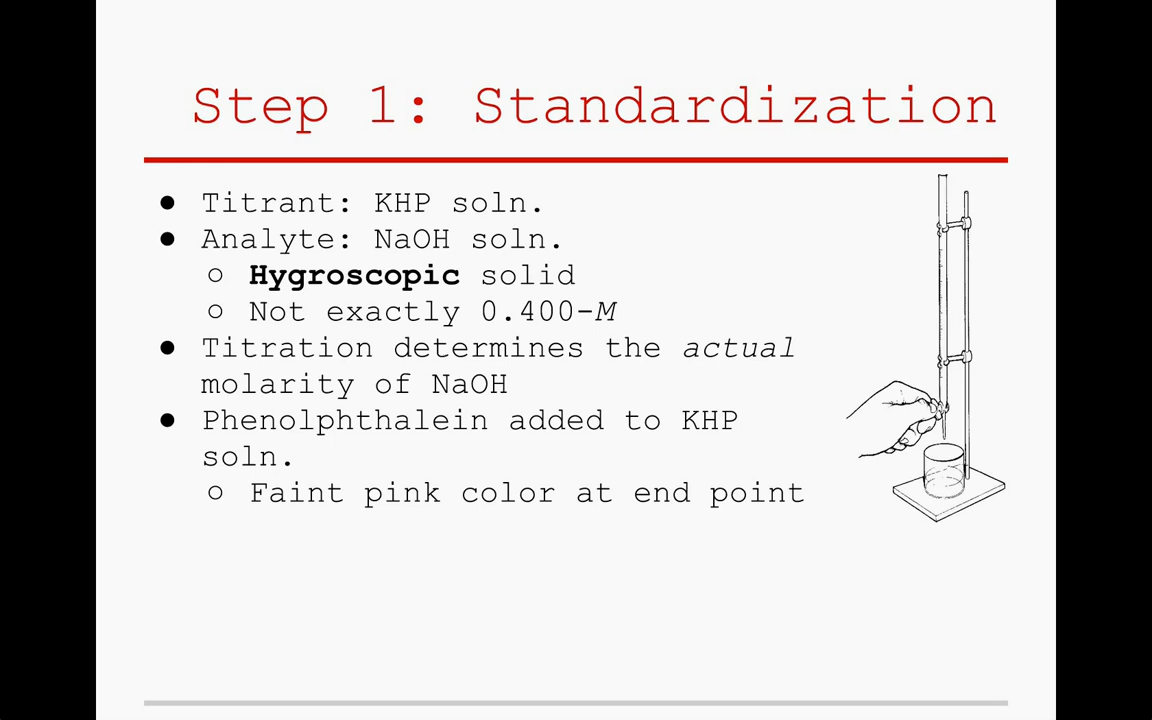 Step 1: Standardization
● Titrant: KHP soln.
● Analyte: NaOH soln.
○ Hygroscopic solid
○ Not exactly 0.400-M
● Titration determines the actual
molarity of NaOH
● Phenolphthalein added to KHP
soln.
○ Faint pink color at end point